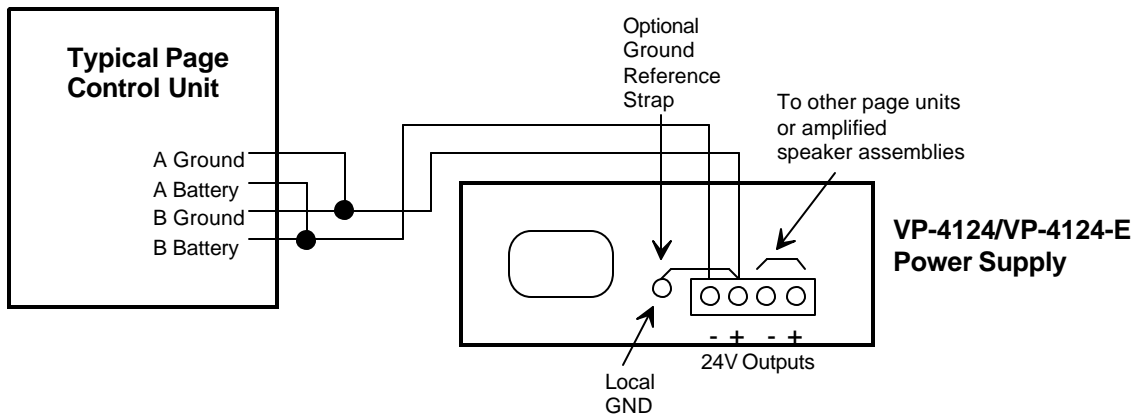 Typical Page
Control Unit
A Ground
A Battery
B Ground
B Battery
Optional
Ground
Reference
Strap
To other page units
or amplified
speaker assemblies
VP-4124/VP-4124-E
Power Supply
- + - +
24V Outputs
Local
GND